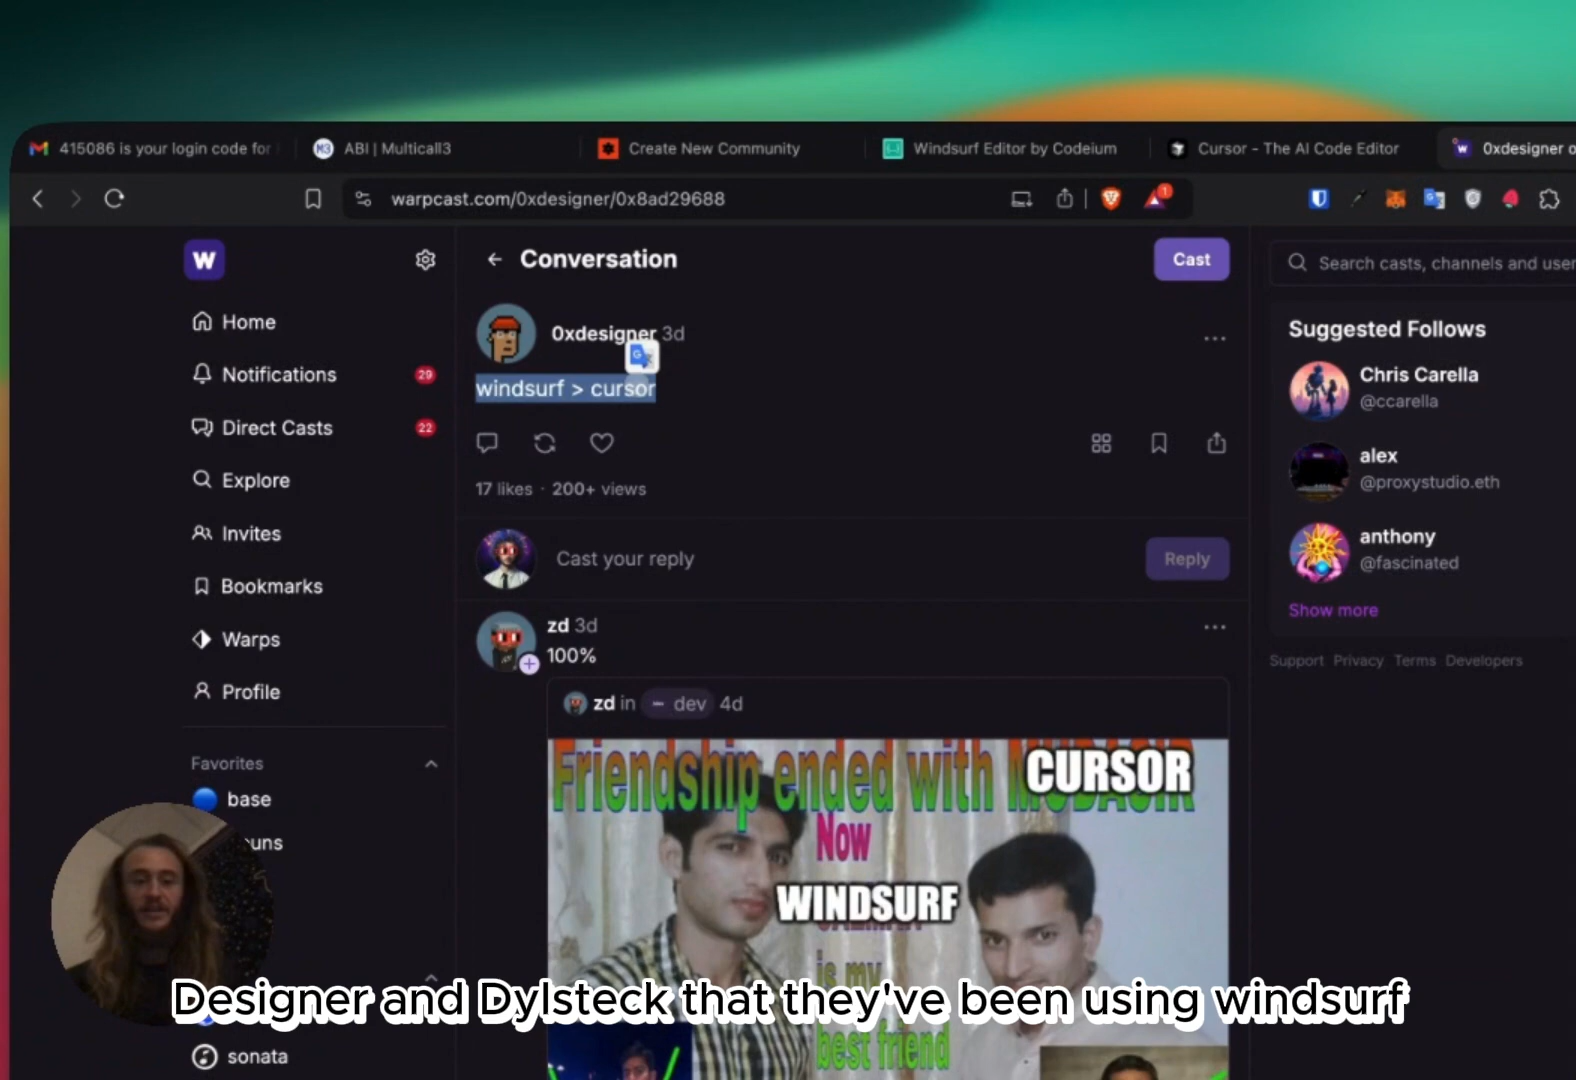 415086 is your login code for
M3 ABI | Multicall3
Create New Community
Windsurf Editor by Codeium
Cursor - The AI Code Editor
0xdesigner o
warpcast.com/0xdesigner/0x8ad29688
1
W
Conversation
Cast
Search casts, channels and user
Home
Notifications
29
Direct Casts
22
Explore
Invites
Bookmarks
Warps
Profile
Favorites
base
uns
sonata
0xdesigner 3d
windsurf > cursor
17 likes · 200+ views
Cast your reply
Reply
zd 3d
100%
zd in dev 4d
Friendship ended with
CURSOR
Now
WINDSURF
is my
best friend
Suggested Follows
Chris Carella
@ccarella
alex
@proxystudio.eth
anthony
@fascinated
Show more
Support Privacy Terms Developers
Designer and Dylsteck that they've been using windsurf